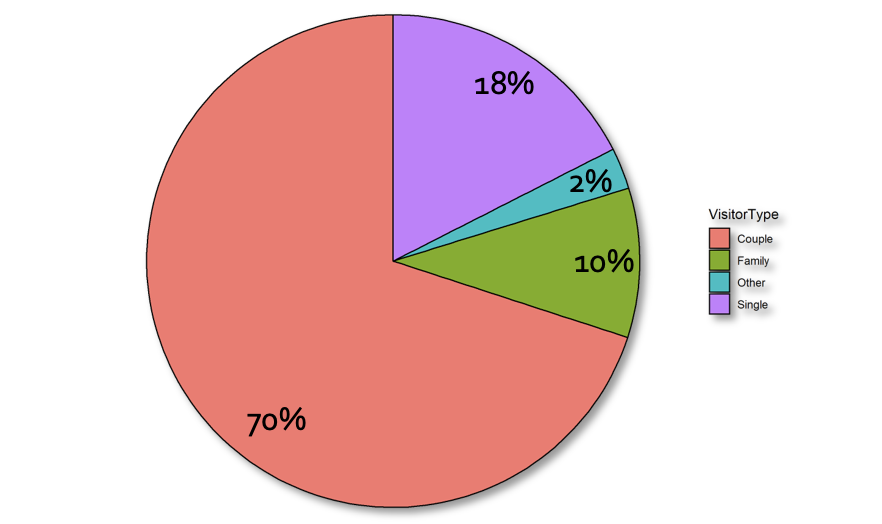 18%
2%
10%
70%
VisitorType
Couple
Family
Other
Single